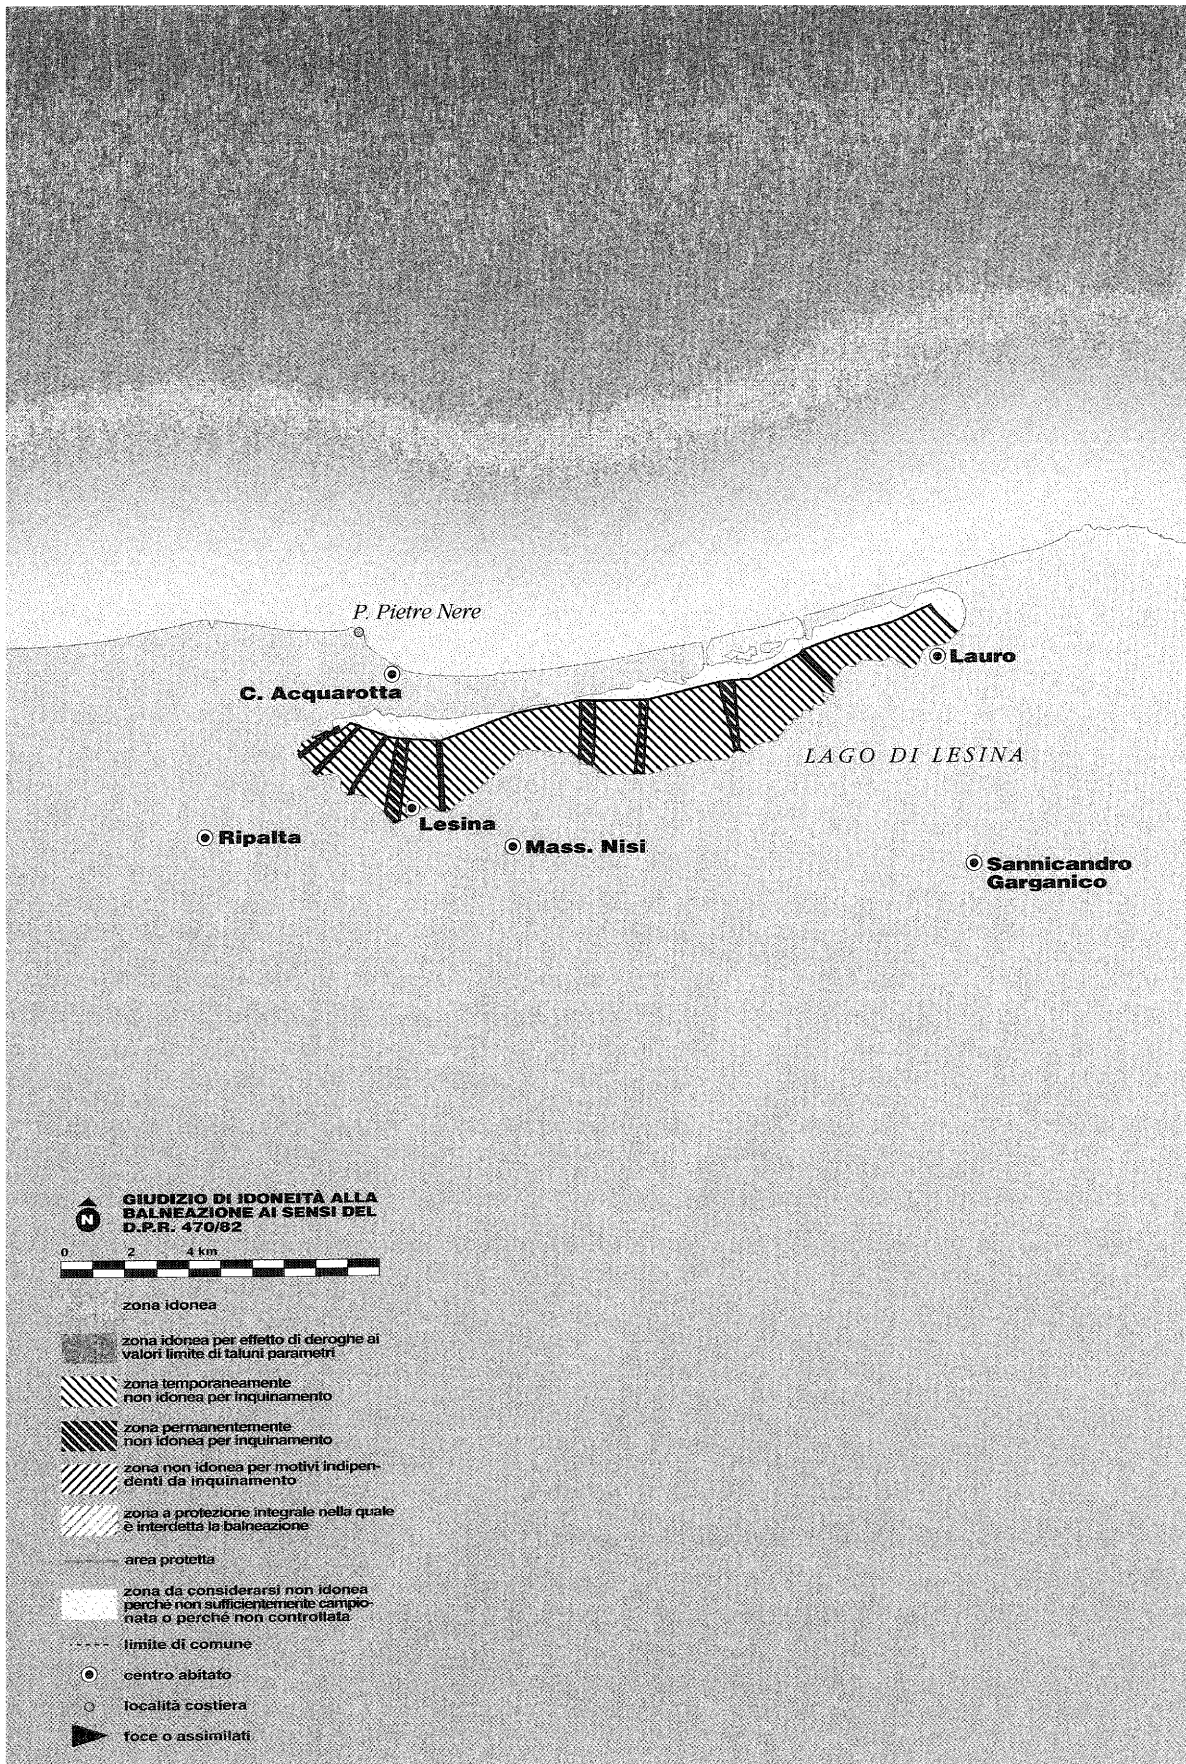 P. Pietre Nere
C. Acquarotta
Lauro
LAGO DI LESINA
Lesina
Ripalta
Mass. Nisi
Sannicandro
Garganico
N
GIUDIZIO DI IDONEITÀ ALLA
BALNEAZIONE AI SENSI DEL
D.P.R. 470/82
0 2 4 km
zona idonea
zona idonea per effetto di deroghe ai
valori limite di taluni parametri
zona temporaneamente
non idonea per inquinamento
zona permanentemente
non idonea per inquinamento
zona non idonea per motivi indipen-
denti da inquinamento
zona a protezione integrale nella quale
è interdetta la balneazione
area protetta
zona da considerarsi non idonea
perché non sufficientemente campio-
nata o perché non controllata
limite di comune
centro abitato
località costiera
foce o assimilati